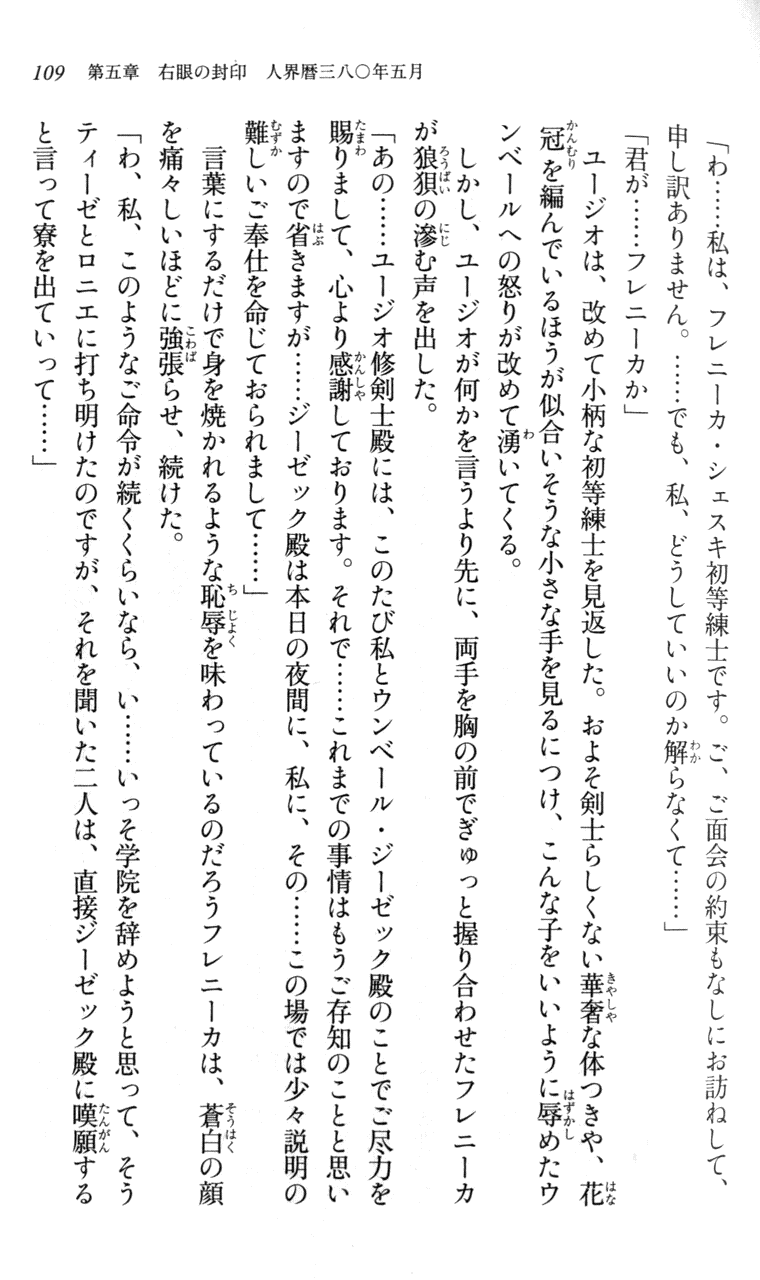 109　第五章　右眼の封印　人界暦三八〇年五月
「わ……私は、フレニーカ・シェスキ初等練士です。ご、ご面会の約束もなしにお訪ねして、
申し訳ありません。……でも、私、どうしていいのか解らなくて……」
「君が……フレニーカか」
ユージオは、改めて小柄な初等練士を見返した。およそ剣士らしくない華奢な体つきや、花
冠を編んでいるほうが似合いそうな小さな手を見るにつけ、こんな子をいいように辱めたウ
ンベールへの怒りが改めて湧いてくる。
しかし、ユージオが何かを言うより先に、両手を胸の前でぎゅっと握り合わせたフレニーカ
が狼狽の滲む声を出した。
「あの……ユージオ修剣士殿には、このたび私とウンベール・ジーゼック殿のことでご尽力を
賜りまして、心より感謝しております。それで……これまでの事情はもうご存知のことと思い
ますので省きますが……ジーゼック殿は本日の夜間に、私に、その……この場では少々説明の
難しいご奉仕を命じておられまして……」
言葉にするだけで身を焼かれるような恥辱を味わっているのだろうフレニーカは、蒼白の顔
を痛々しいほどに強張らせ、続けた。
「わ、私、このようなご命令が続くくらいなら、い……いっそ学院を辞めようと思って、そう
ティーゼとロニエに打ち明けたのですが、それを聞いた二人は、直接ジーゼック殿に嘆願する
と言って寮を出ていって……」